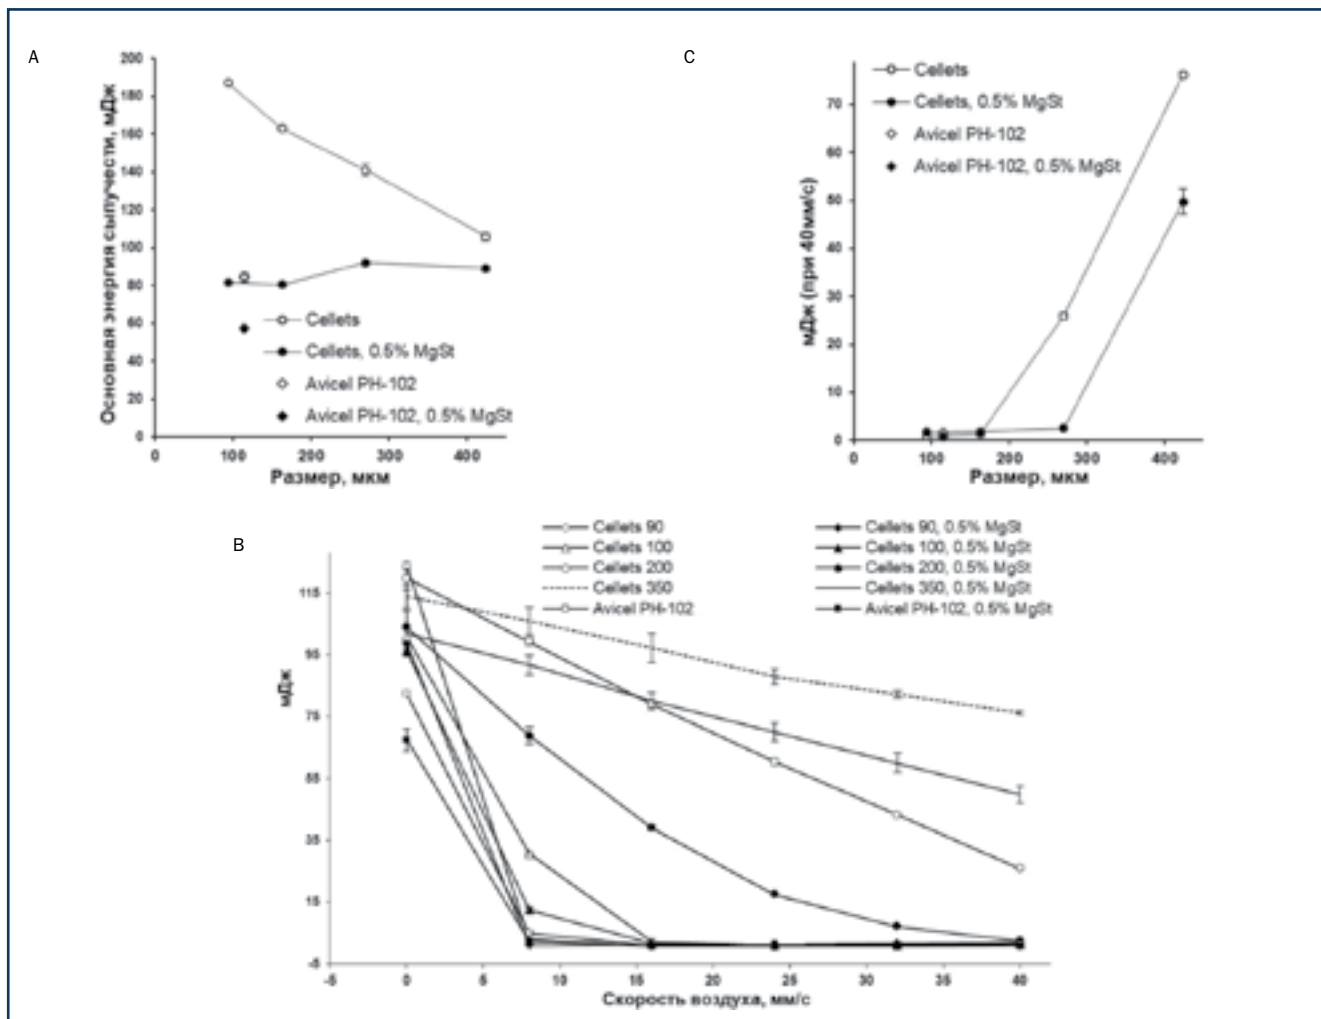 A
200
180
160
140
120
100
80
60
40
20
0
Основная энергия сыпучести, мДж
Cellets
Cellets, 0.5% MgSt
Avicel PH-102
Avicel PH-102, 0.5% MgSt
0 100 200 300 400
Размер, мкм
C
Cellets
Cellets, 0.5% MgSt
Avicel PH-102
Avicel PH-102, 0.5% MgSt
70
60
50
40
30
20
10
0
мДж (при 40мм/с)
0 100 200 300 400
Размер, мкм
B
Cellets 90
Cellets 100
Cellets 200
Cellets 350
Avicel PH-102
Cellets 90, 0.5% MgSt
Cellets 100, 0.5% MgSt
Cellets 200, 0.5% MgSt
Cellets 350, 0.5% MgSt
Avicel PH-102, 0.5% MgSt
115
95
75
55
35
15
-5
мДж
-5 0 5 10 15 20 25 30 35 40
Скорость воздуха, мм/с